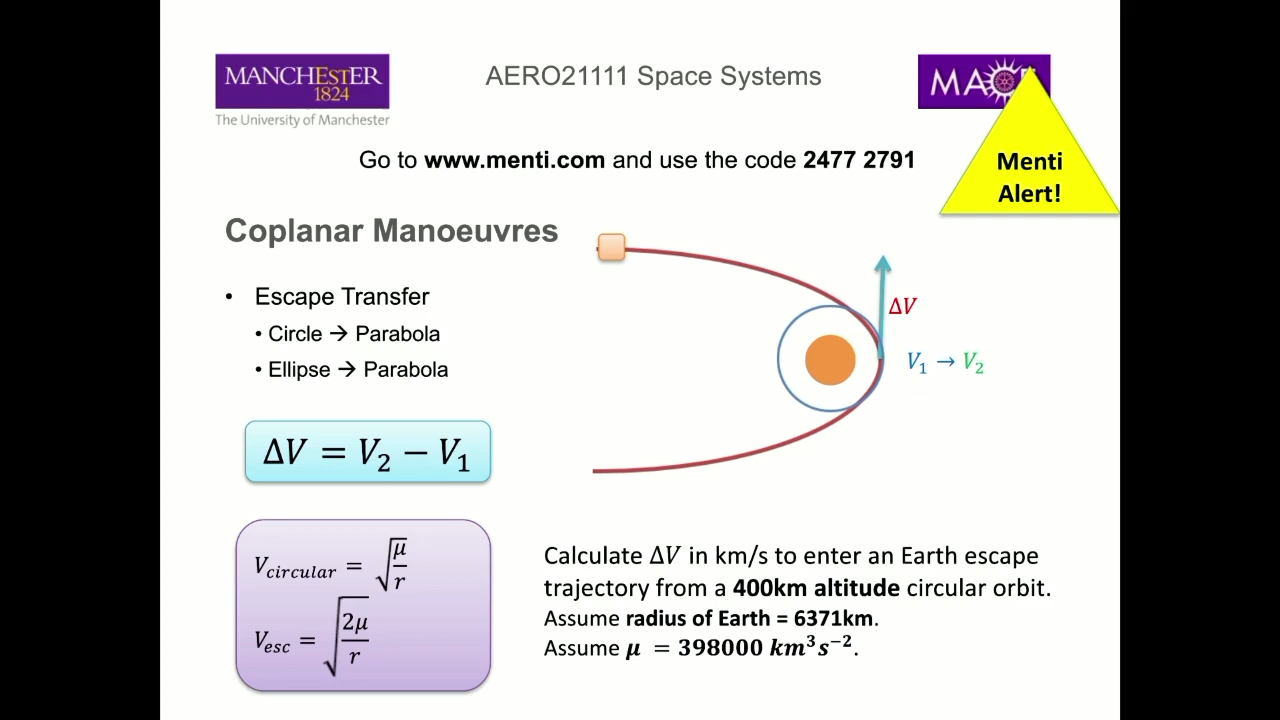 MANCHESTER
1824
The University of Manchester
AERO21111 Space Systems
Go to www.menti.com and use the code 2477 2791
Menti
Alert!
Coplanar Manoeuvres
• Escape Transfer
• Circle → Parabola
• Ellipse → Parabola
ΔV
V₁ → V₂
ΔV = V₂ − V₁
V_circular = √(μ/r)
V_esc = √(2μ/r)
Calculate ΔV in km/s to enter an Earth escape
trajectory from a 400km altitude circular orbit.
Assume radius of Earth = 6371km.
Assume μ = 398000 km³s⁻².